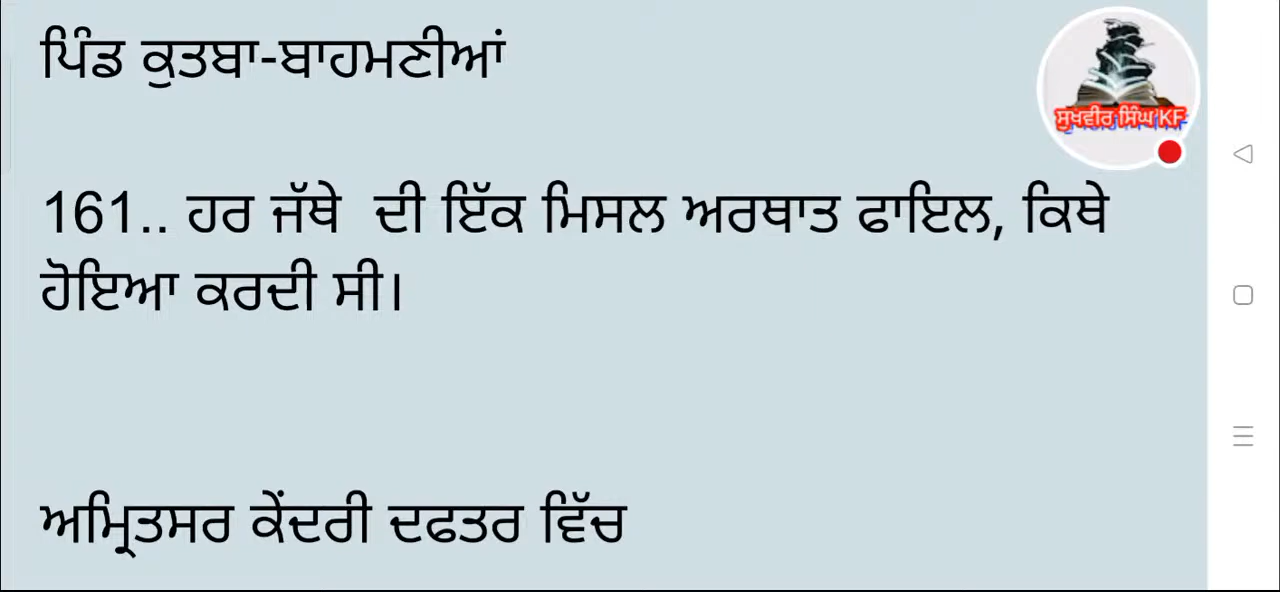 ਪਿੰਡ ਕੁਤਬਾ-ਬਾਹਮਣੀਆਂ
ਸੁਖਵੀਰ ਸਿੰਘ KF
161.. ਹਰ ਜੱਥੇ ਦੀ ਇੱਕ ਮਿਸਲ ਅਰਥਾਤ ਫਾਇਲ, ਕਿਥੇ
ਹੋਇਆ ਕਰਦੀ ਸੀ।
ਅਮ੍ਰਿਤਸਰ ਕੇਂਦਰੀ ਦਫਤਰ ਵਿੱਚ